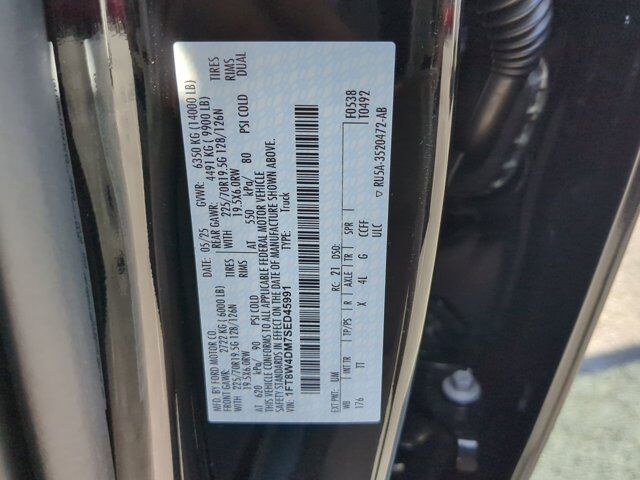 MFD. BY FORD MOTOR CO.
DATE: 05/25 GVWR: 6350 KG (14000 LB)
FRONT GAWR: 2722 KG (6000 LB) REAR GAWR: 4491 KG (9900 LB)
WITH 225/70R19.5G 128/126N TIRES WITH 225/70R19.5G 128/126N TIRES
19.5X6.0RW RIMS 19.5X6.0RW RIMS
AT 620 kPa/ 90 PSI COLD AT 550 kPa/ 80 PSI COLD DUAL
THIS VEHICLE CONFORMS TO ALL APPLICABLE FEDERAL MOTOR VEHICLE
SAFETY STANDARDS IN EFFECT ON THE DATE OF MANUFACTURE SHOWN ABOVE.
VIN: 1FT8W4DM7SED45991 TYPE: Truck
F0538
T0492
EXT PNT: UM RC: 21 DSO:
WB INT TR TP/PS R AXLE TR SPR
176 TT X 4L G CCFF
ULC
▽ RU5A-3520472-AB